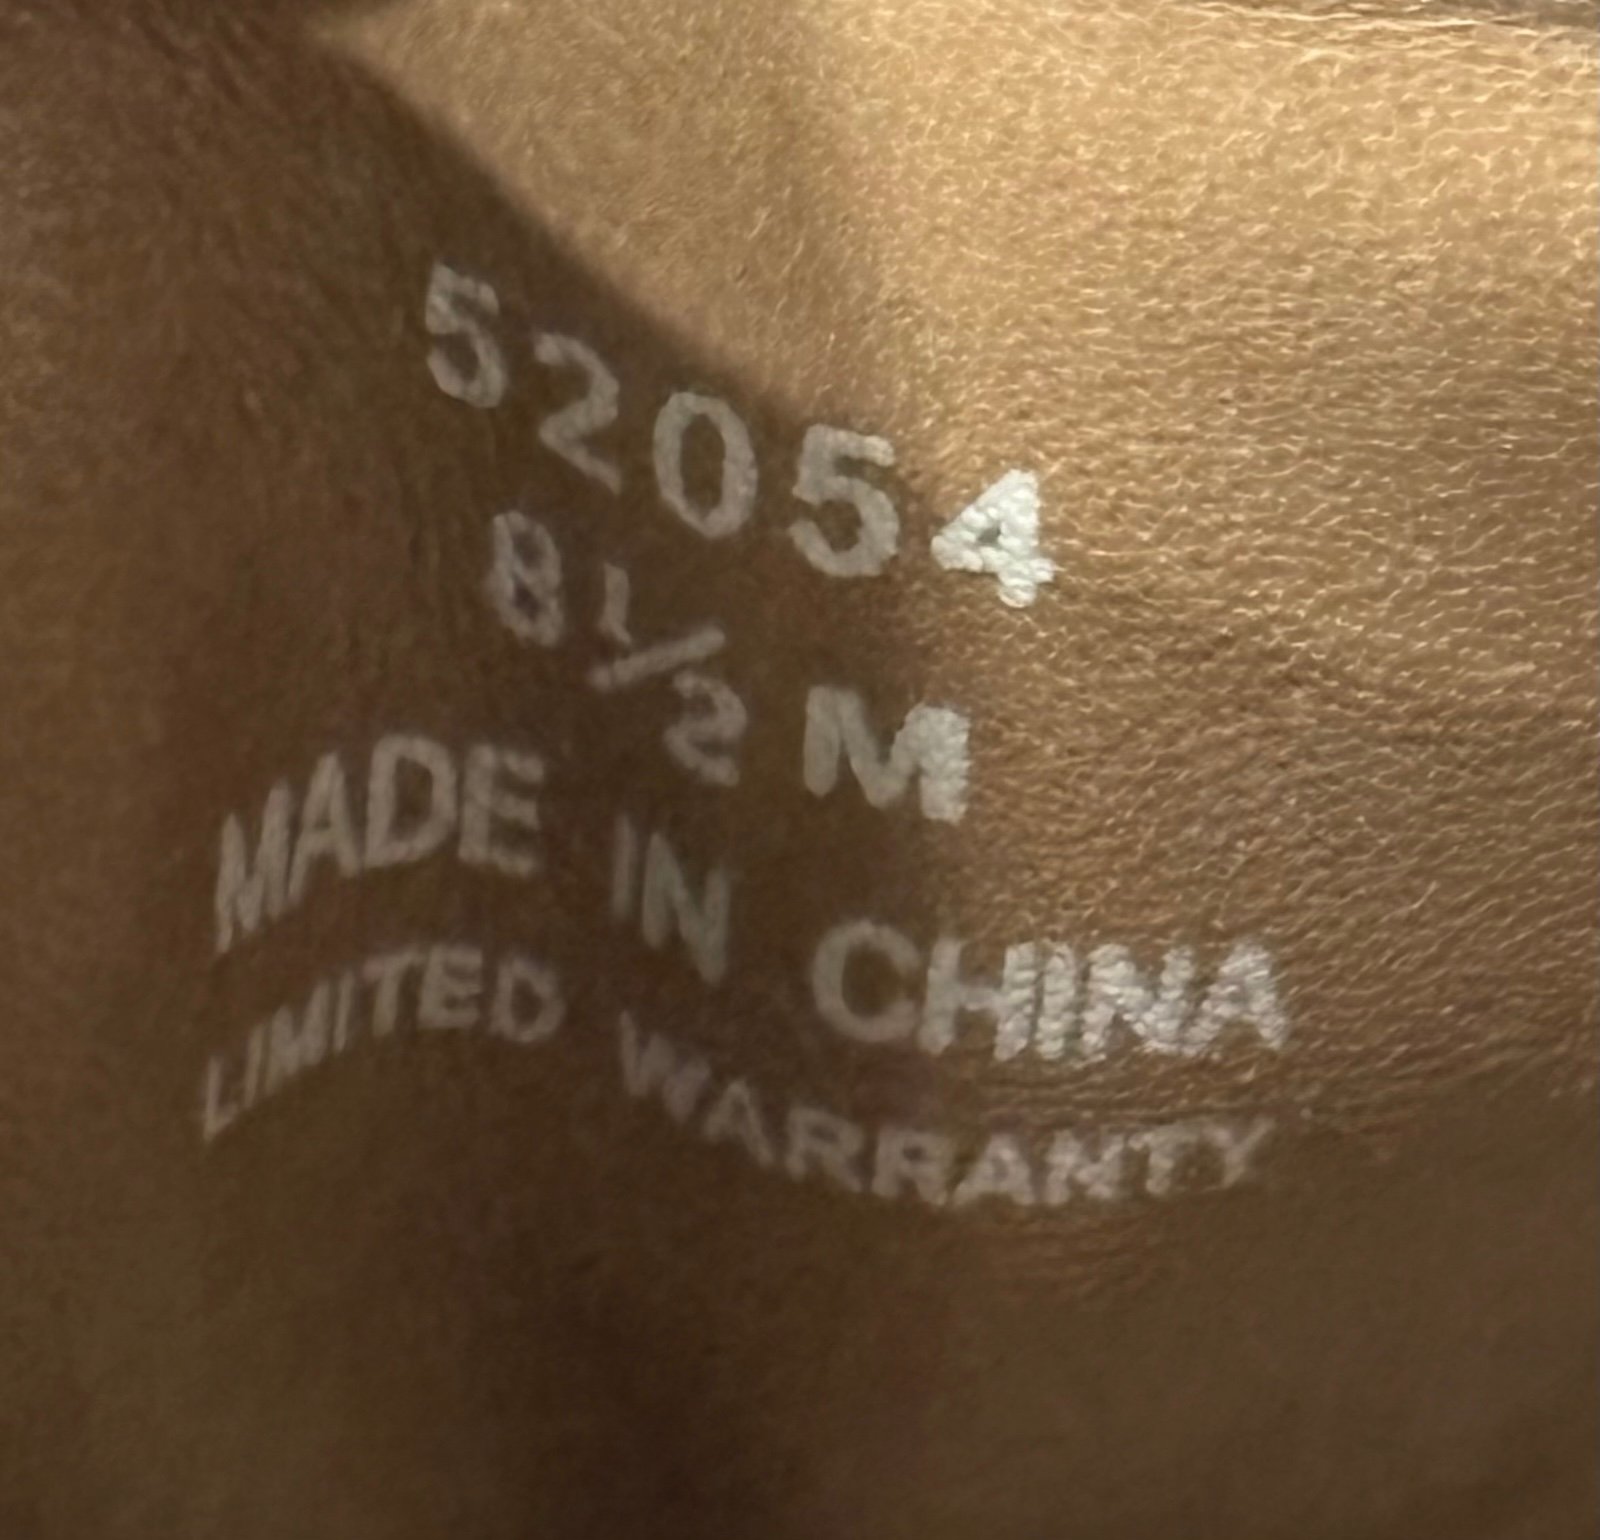 52054
8 1/2 M
MADE IN CHINA
LIMITED WARRANTY